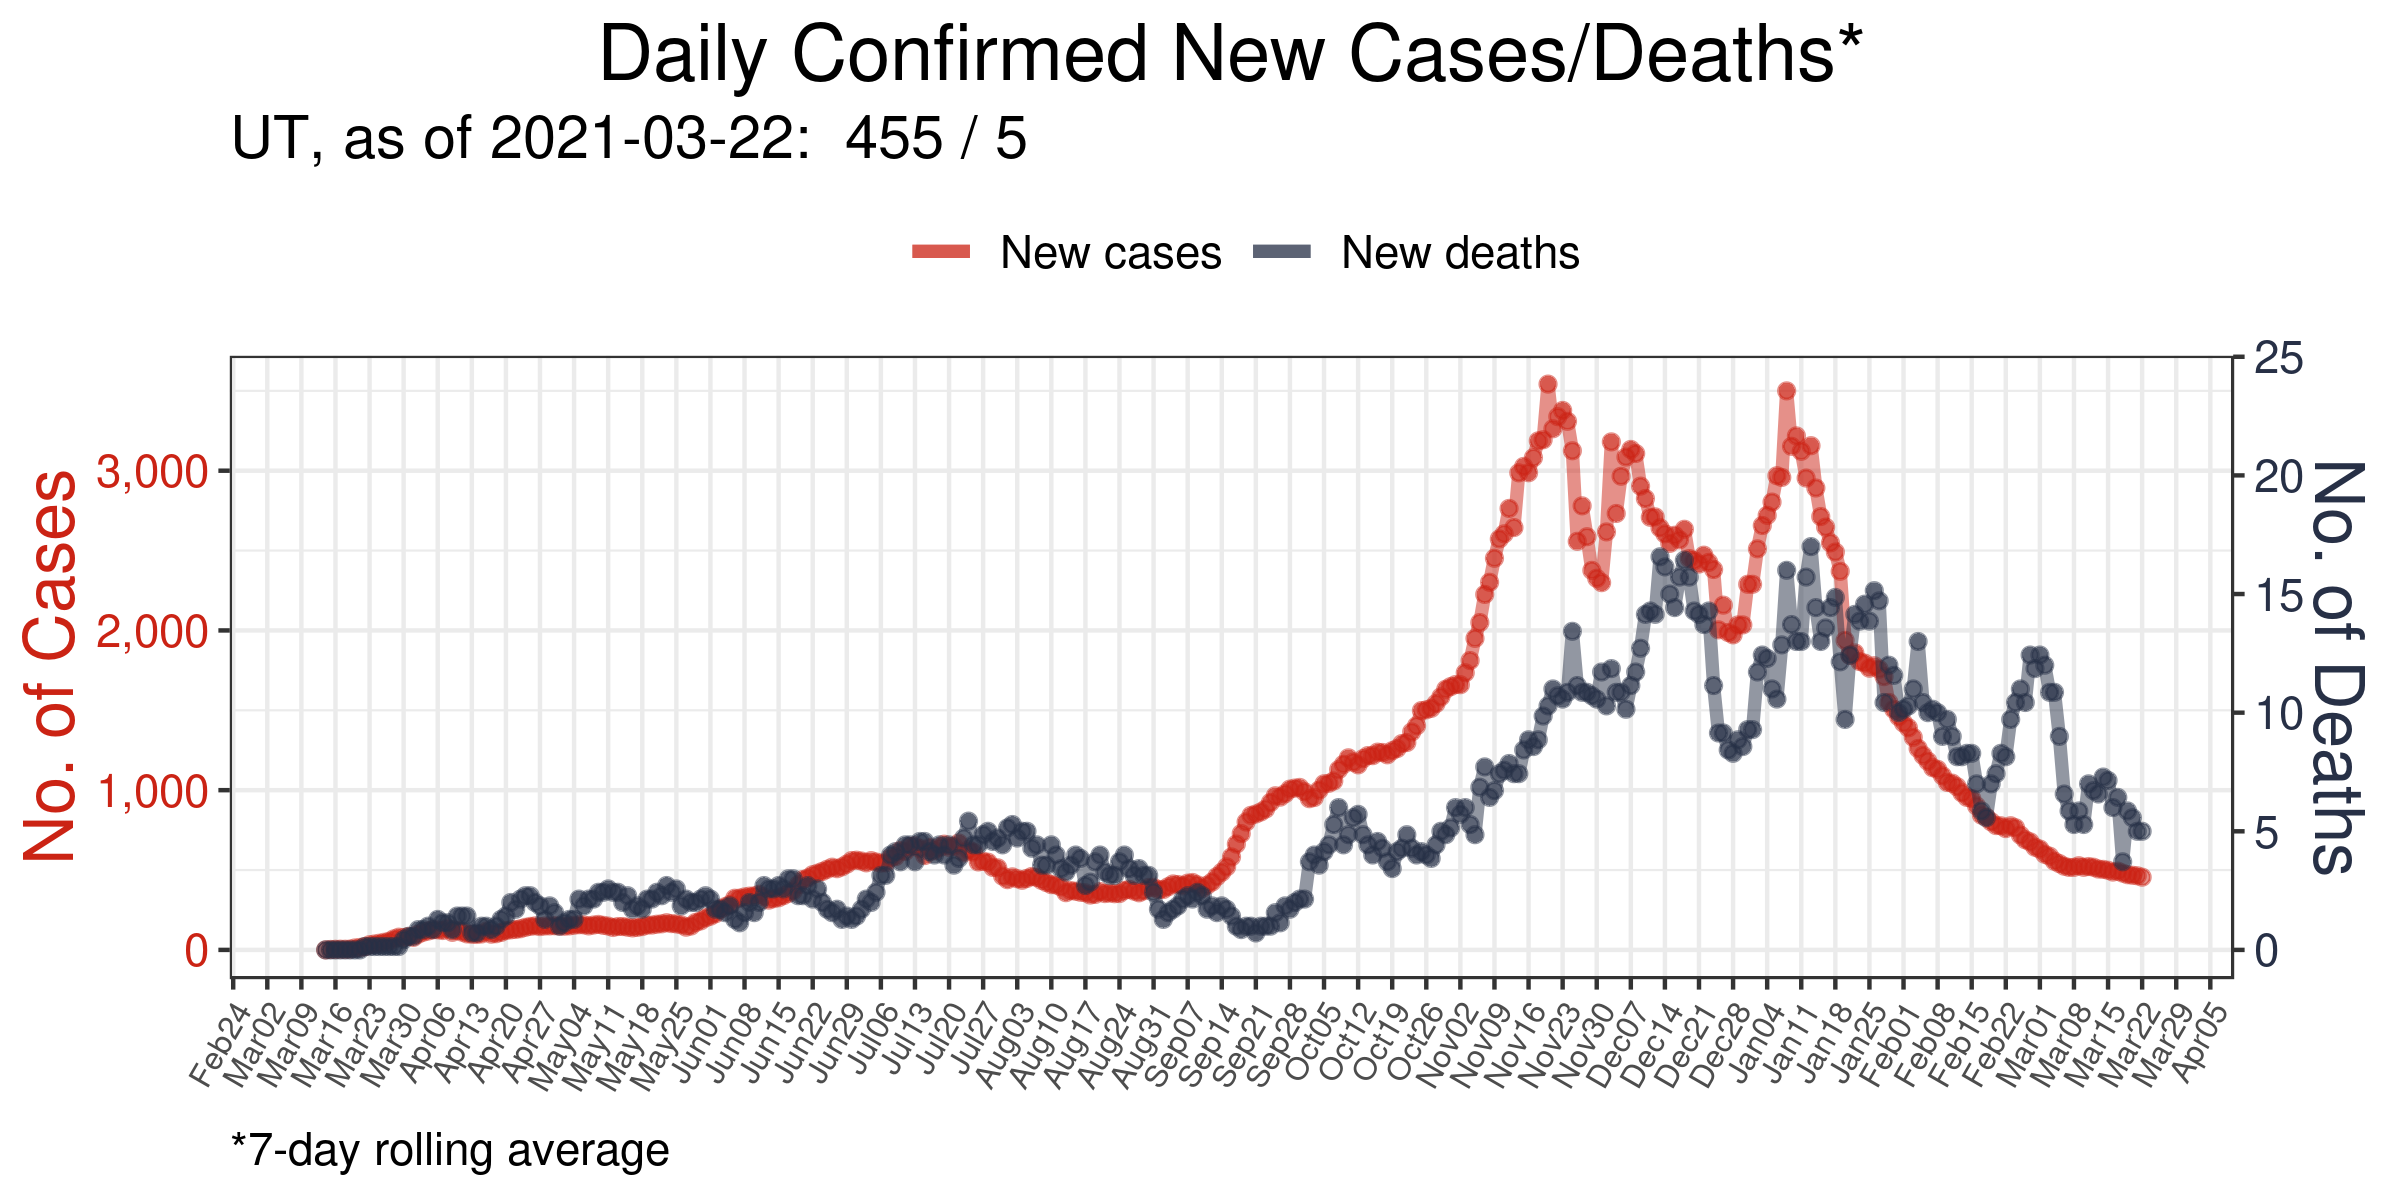 Daily Confirmed New Cases/Deaths*
UT, as of 2021-03-22:  455 / 5
New cases
New deaths
No. of Cases
3,000
2,000
1,000
0
25
20
15
10
5
0
No. of Deaths
Feb24
Mar02
Mar09
Mar16
Mar23
Mar30
Apr06
Apr13
Apr20
Apr27
May04
May11
May18
May25
Jun01
Jun08
Jun15
Jun22
Jun29
Jul06
Jul13
Jul20
Jul27
Aug03
Aug10
Aug17
Aug24
Aug31
Sep07
Sep14
Sep21
Sep28
Oct05
Oct12
Oct19
Oct26
Nov02
Nov09
Nov16
Nov23
Nov30
Dec07
Dec14
Dec21
Dec28
Jan04
Jan11
Jan18
Jan25
Feb01
Feb08
Feb15
Feb22
Mar01
Mar08
Mar15
Mar22
Mar29
Apr05
*7-day rolling average